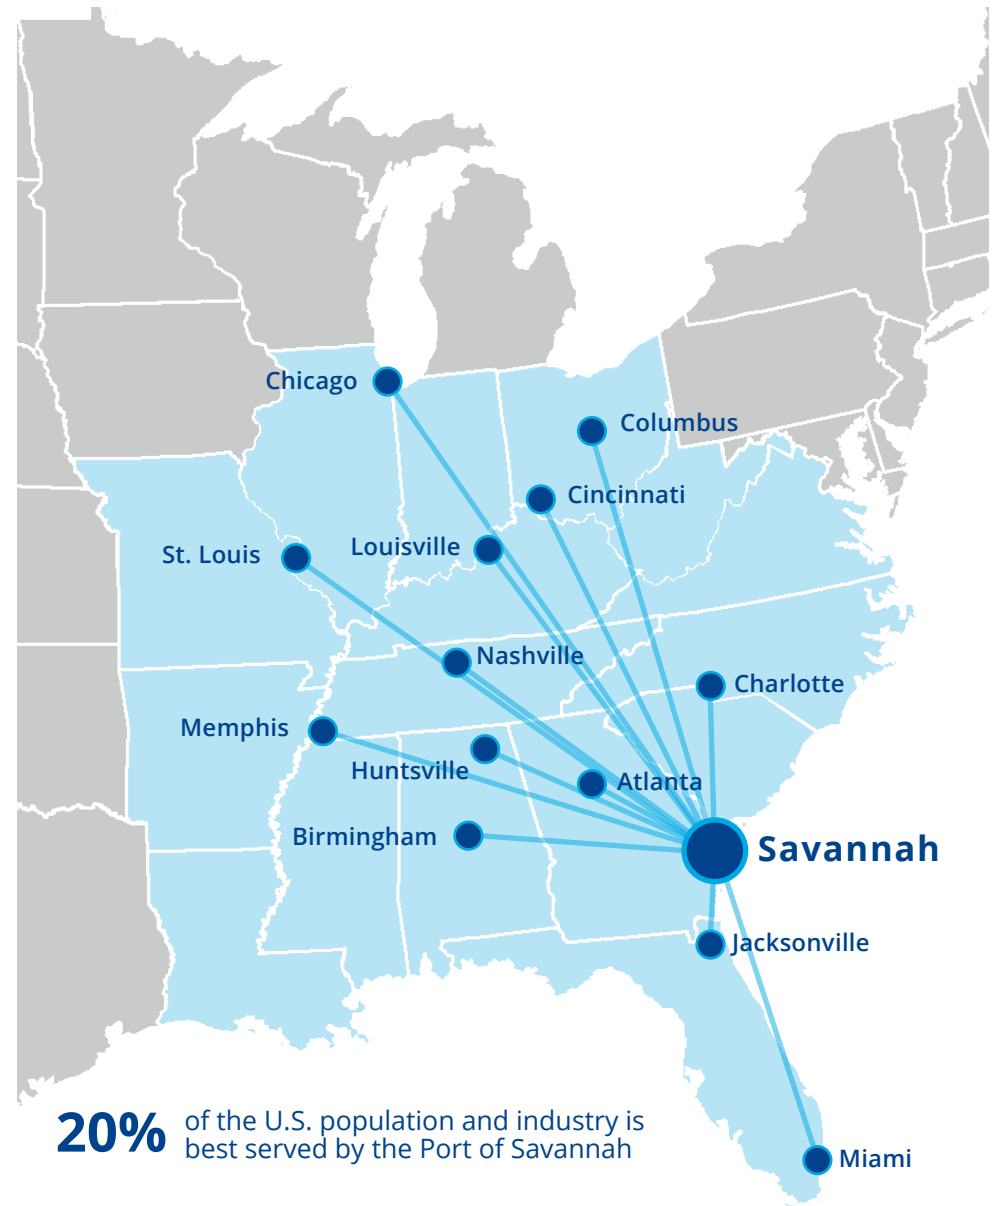 Chicago
Columbus
Cincinnati
Louisville
St. Louis
Nashville
Charlotte
Memphis
Huntsville
Atlanta
Birmingham
Savannah
Jacksonville
20% of the U.S. population and industry is
best served by the Port of Savannah
Miami